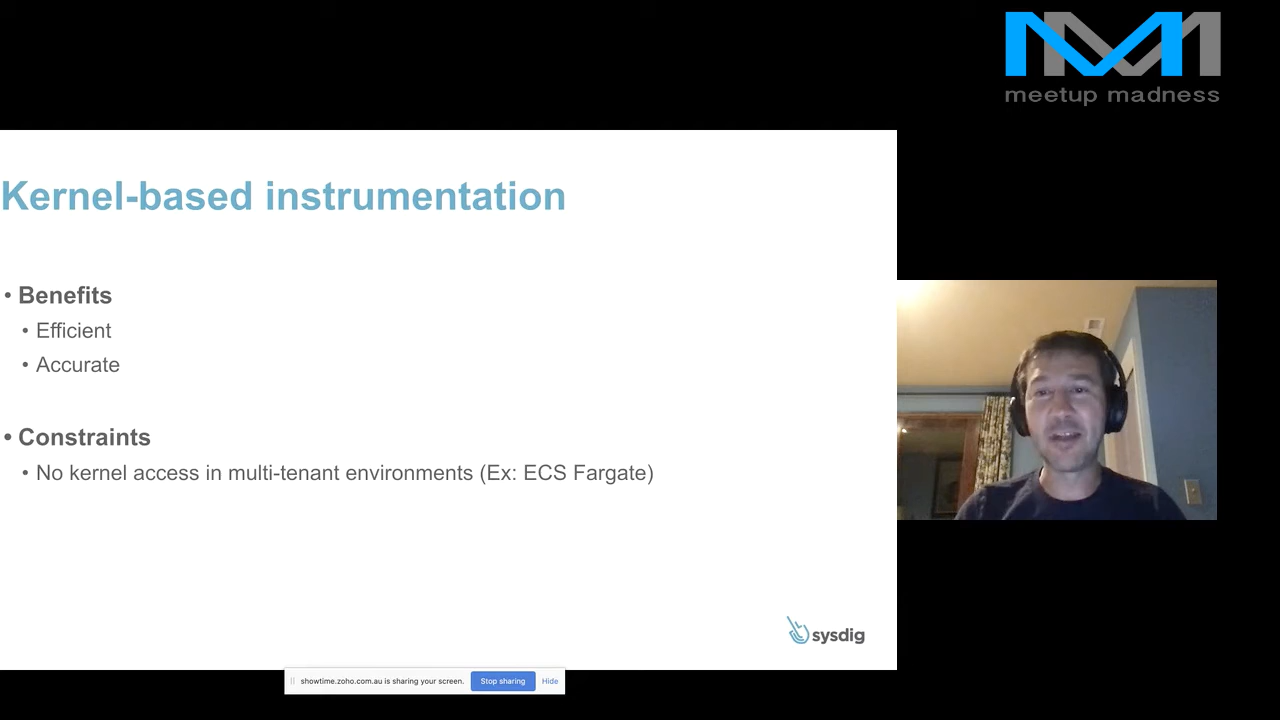 meetup madness
Kernel-based instrumentation
• Benefits
• Efficient
• Accurate
• Constraints
• No kernel access in multi-tenant environments (Ex: ECS Fargate)
sysdig
showtime.zoho.com.au is sharing your screen. Stop sharing Hide